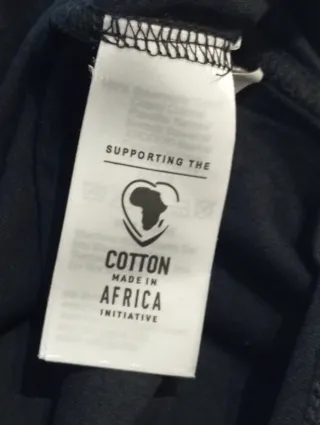 SUPPORTING THE
COTTON
MADE IN
AFRICA
INITIATIVE